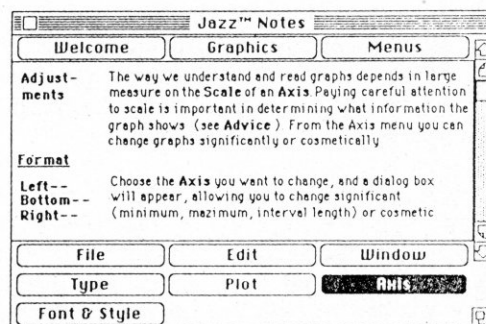 Jazz™ Notes
Welcome Graphics Menus
Adjust- The way we understand and read graphs depends in large
ments measure on the Scale of an Axis. Paying careful attention
to scale is important in determining what information the
graph shows (see Advice). From the Axis menu you can
change graphs significantly or cosmetically
Format
Left-- Choose the Axis you want to change, and a dialog box
Bottom-- will appear, allowing you to change significant
Right-- (minimum, mazimum, interval length) or cosmetic
File Edit Window
Type Plot Axis
Font & Style